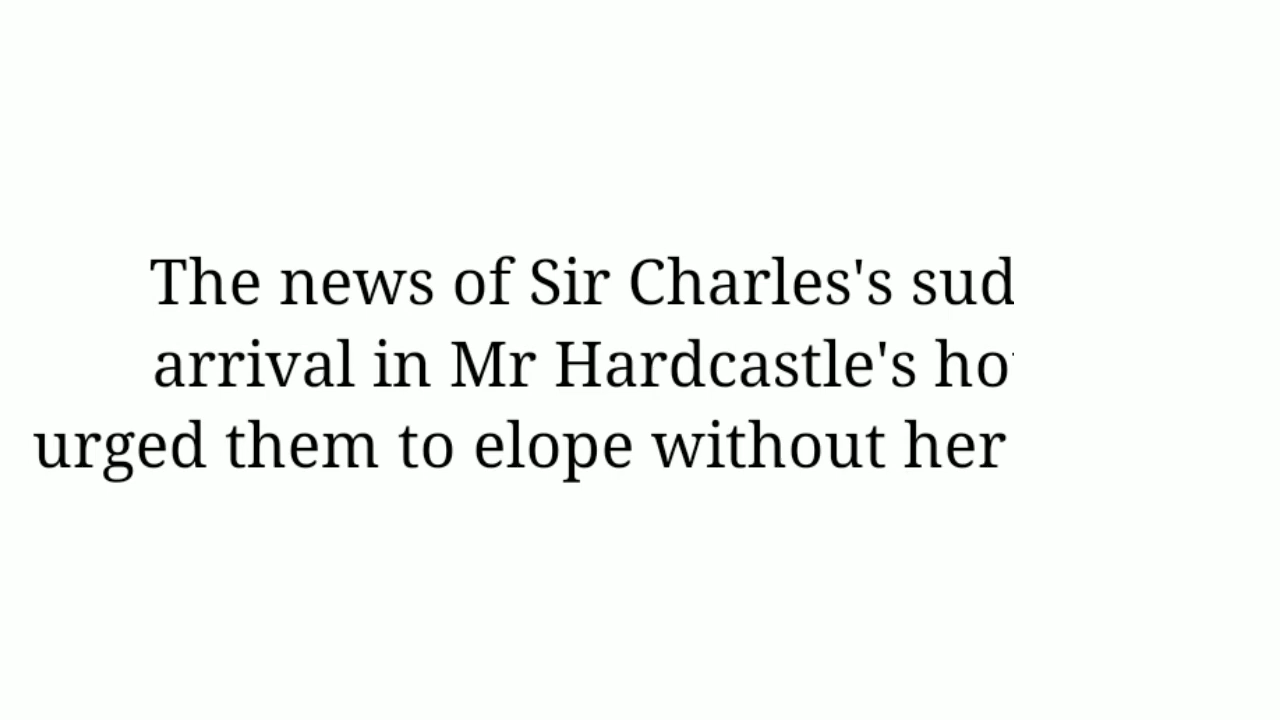 The news of Sir Charles's sud
arrival in Mr Hardcastle's ho
urged them to elope without her